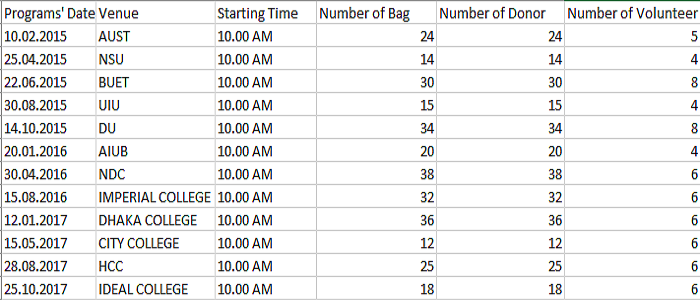 Programs' Date Venue Starting Time Number of Bag Number of Donor Number of Volunteer
10.02.2015 AUST 10.00 AM 24 24 5
25.04.2015 NSU 10.00 AM 14 14 4
22.06.2015 BUET 10.00 AM 30 30 8
30.08.2015 UIU 10.00 AM 15 15 4
14.10.2015 DU 10.00 AM 34 34 8
20.01.2016 AIUB 10.00 AM 20 20 4
30.04.2016 NDC 10.00 AM 38 38 6
15.08.2016 IMPERIAL COLLEGE 10.00 AM 32 32 6
12.01.2017 DHAKA COLLEGE 10.00 AM 36 36 6
15.05.2017 CITY COLLEGE 10.00 AM 12 12 6
28.08.2017 HCC 10.00 AM 25 25 6
25.10.2017 IDEAL COLLEGE 10.00 AM 18 18 6